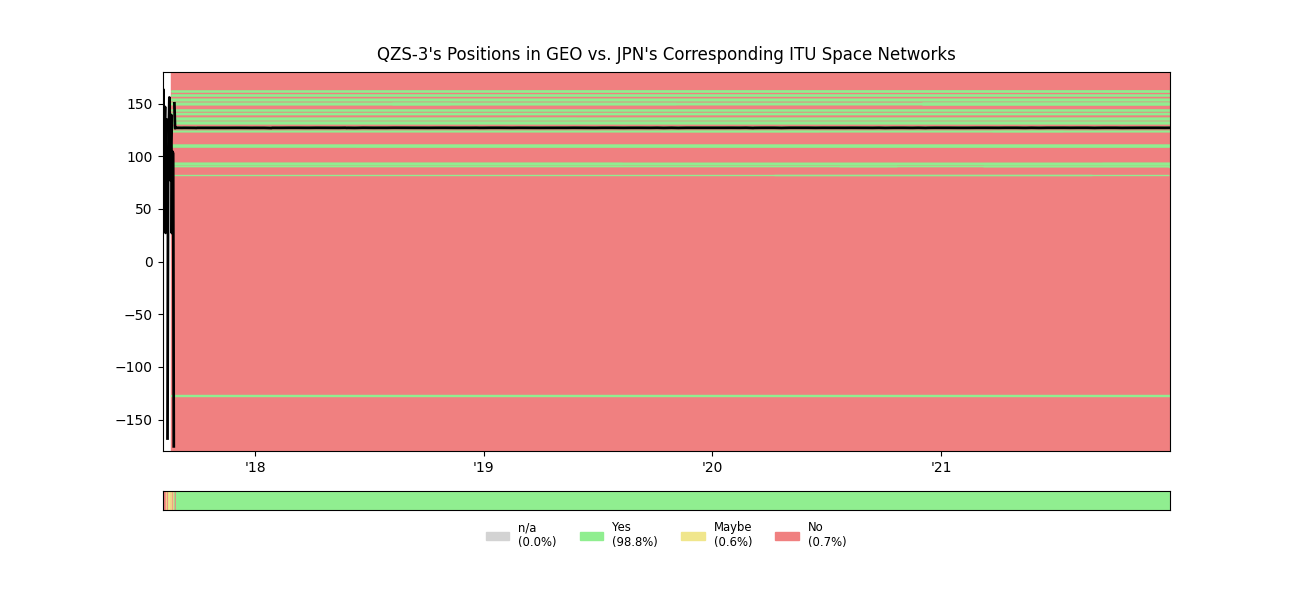 QZS-3's Positions in GEO vs. JPN's Corresponding ITU Space Networks
150
100
50
0
−50
−100
−150
'18 '19 '20 '21
n/a Yes Maybe No
(0.0%) (98.8%) (0.6%) (0.7%)